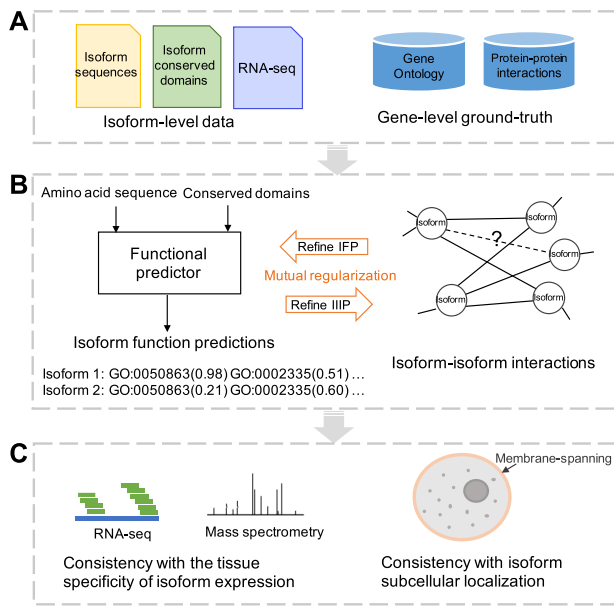 A
Isoform
sequences
Isoform
conserved
domains
RNA-seq
Isoform-level data
Gene
Ontology
Protein-protein
interactions
Gene-level ground-truth
B
Amino acid sequence
Conserved domains
Functional
predictor
Isoform function predictions
Isoform 1: GO:0050863(0.98) GO:0002335(0.51) ...
Isoform 2: GO:0050863(0.21) GO:0002335(0.60) ...
Refine IFP
Mutual regularization
Refine IIIP
Isoform
Isoform
?
Isoform
Isoform
Isoform
Isoform-isoform interactions
C
RNA-seq
Mass spectrometry
Consistency with the tissue
specificity of isoform expression
Membrane-spanning
Consistency with isoform
subcellular localization